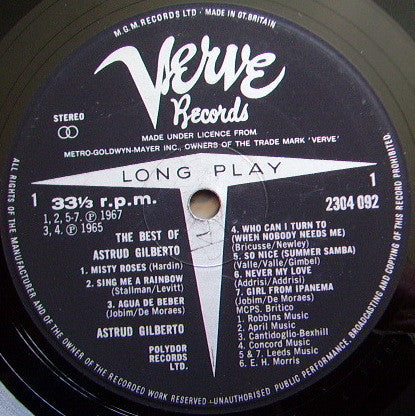 M.G.M. RECORDS LTD • MADE IN GT. BRITAIN
Verve
Records
STEREO
MADE UNDER LICENCE FROM
METRO-GOLDWYN-MAYER INC., OWNERS OF THE TRADE MARK 'VERVE'
LONG PLAY
1 33⅓ r.p.m.
1
2304 092
1, 2, 5-7. ℗ 1967
3, 4. ℗ 1965
THE BEST OF
ASTRUD GILBERTO
1. MISTY ROSES (Hardin)
2. SING ME A RAINBOW
(Stallman/Levitt)
3. AGUA DE BEBER
(Jobim/De Moraes)
ASTRUD GILBERTO
POLYDOR
RECORDS
LTD.
4. WHO CAN I TURN TO
(WHEN NOBODY NEEDS ME)
(Bricusse/Newley)
5. SO NICE (SUMMER SAMBA)
(Valle/Valle/Gimbel)
6. NEVER MY LOVE
(Addrisi/Addrisi)
7. GIRL FROM IPANEMA
(Jobim/De Moraes)
MCPS. Britico
1. Robbins Music
2. April Music
3. Cantidoglio-Bexhill
4. Concord Music
5 & 7. Leeds Music
6. E. H. Morris
ALL RIGHTS OF THE MANUFACTURER AND OF THE OWNER OF THE RECORDED WORK RESERVED - UNAUTHORISED PUBLIC PERFORMANCE, BROADCASTING AND COPYING OF THIS RECORD PROHIBITED.